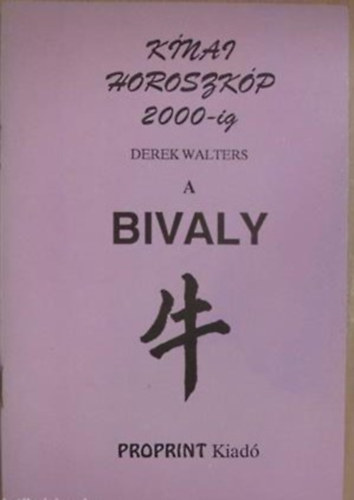 KÍNAI
HOROSZKÓP
2000-ig
DEREK WALTERS
A
BIVALY
牛
PROPRINT Kiadó